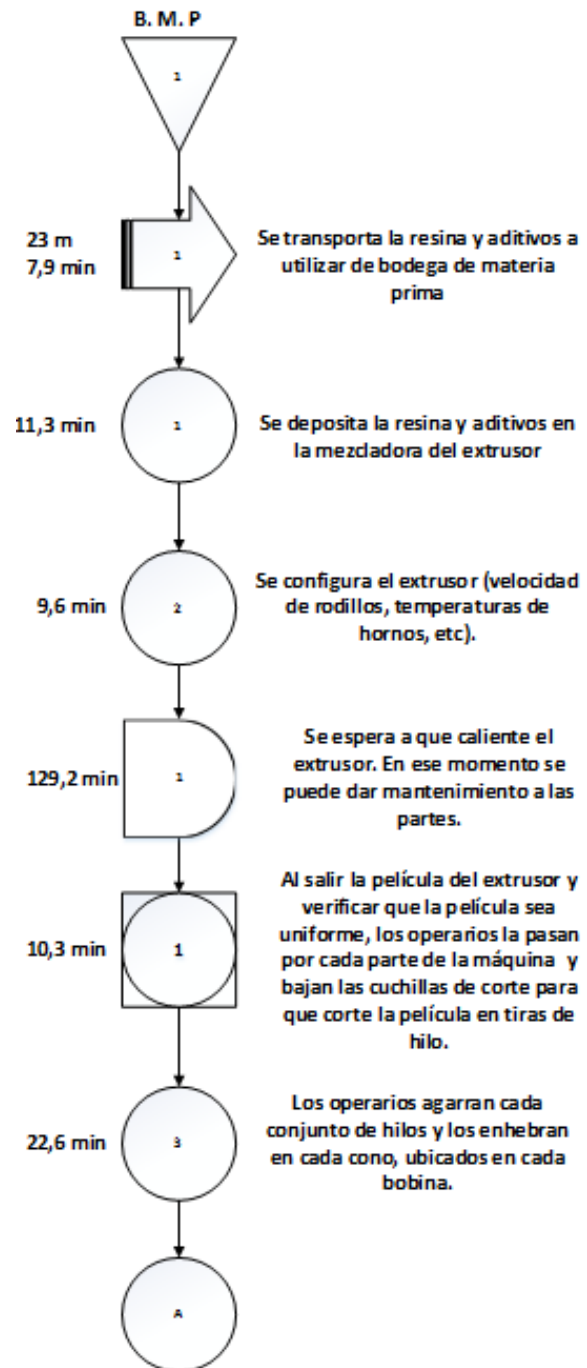 B. M. P
1
23 m
7,9 min
1
Se transporta la resina y aditivos a
utilizar de bodega de materia
prima
11,3 min
1
Se deposita la resina y aditivos en
la mezcladora del extrusor
9,6 min
2
Se configura el extrusor (velocidad
de rodillos, temperaturas de
hornos, etc).
129,2 min
1
Se espera a que caliente el
extrusor. En ese momento se
puede dar mantenimiento a las
partes.
10,3 min
1
Al salir la película del extrusor y
verificar que la película sea
uniforme, los operarios la pasan
por cada parte de la máquina y
bajan las cuchillas de corte para
que corte la película en tiras de
hilo.
22,6 min
3
Los operarios agarran cada
conjunto de hilos y los enhebran
en cada cono, ubicados en cada
bobina.
A